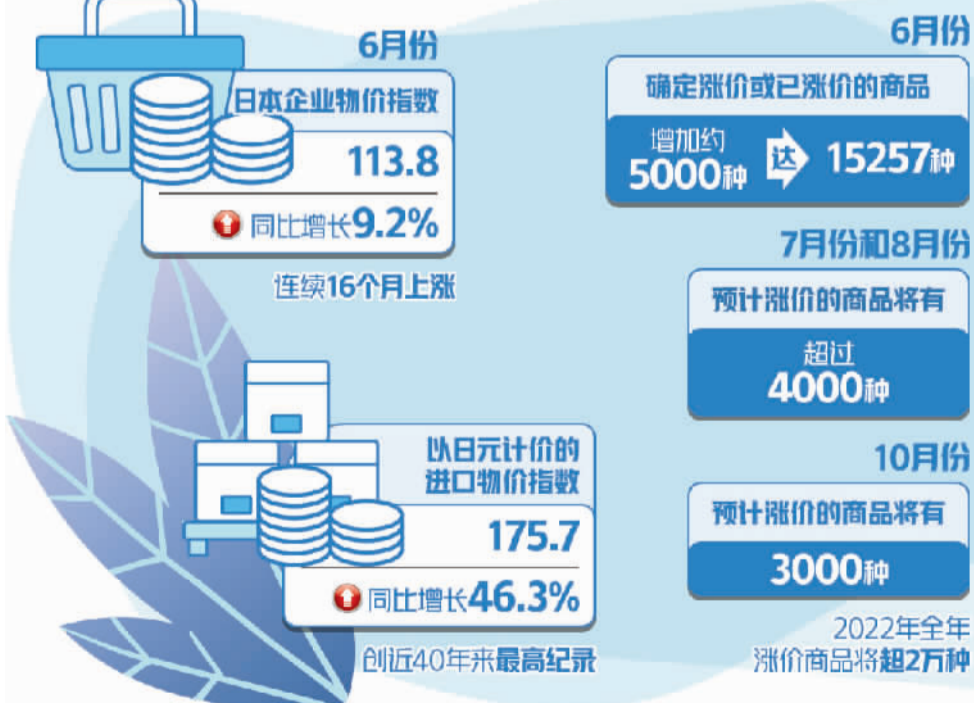 6月份
日本企业物价指数
113.8
同比增长9.2%
连续16个月上涨
以日元计价的
进口物价指数
175.7
同比增长46.3%
创近40年来最高纪录
6月份
确定涨价或已涨价的商品
增加约
5000种 达 15257种
7月份和8月份
预计涨价的商品将有
超过
4000种
10月份
预计涨价的商品将有
3000种
2022年全年
涨价商品将超2万种